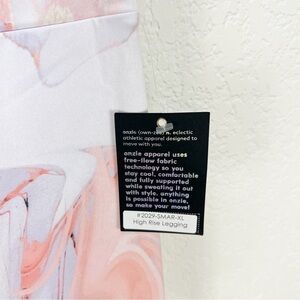 onzie (own-zee) n. eclectic
athletic apparel designed to
move with you.
onzie apparel uses
free-flow fabric
technology so you
stay cool, comfortable
and fully supported
while sweating it out
with style. anything
is possible in onzie,
so make your move!
#2029-SMAR-XL
High Rise Legging